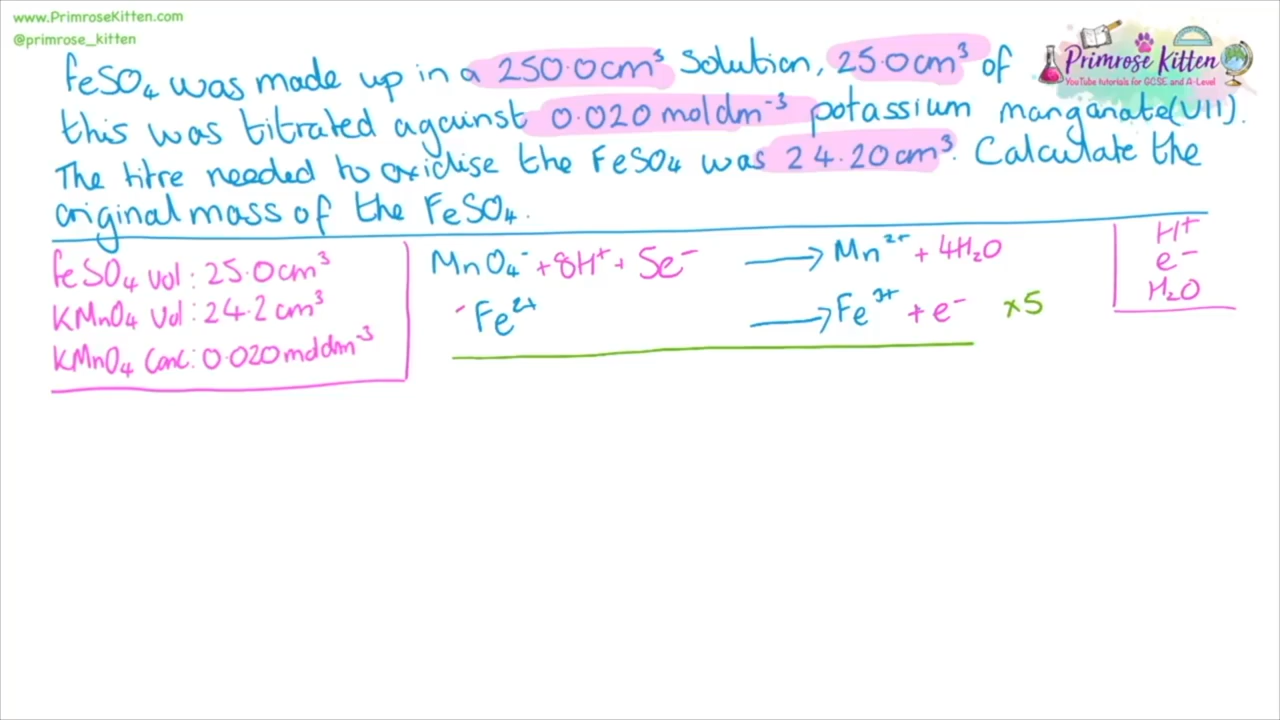 www.PrimroseKitten.com
@primrose_kitten
Primrose Kitten
YouTube tutorials for GCSE and A-Level
FeSO₄ was made up in a 250.0cm³ solution, 25.0cm³ of
this was titrated against 0.020 moldm⁻³ potassium manganate(VII).
The titre needed to oxidise the FeSO₄ was 24.20cm³. Calculate the
original mass of the FeSO₄.
FeSO₄ vol : 25.0cm³
KMnO₄ vol : 24.2cm³
KMnO₄ Conc: 0.020 moldm⁻³
MnO₄⁻ + 8H⁺ + 5e⁻ ⟶ Mn²⁺ + 4H₂O
Fe²⁺ ⟶ Fe³⁺ + e⁻ ×5
H⁺
e⁻
H₂O